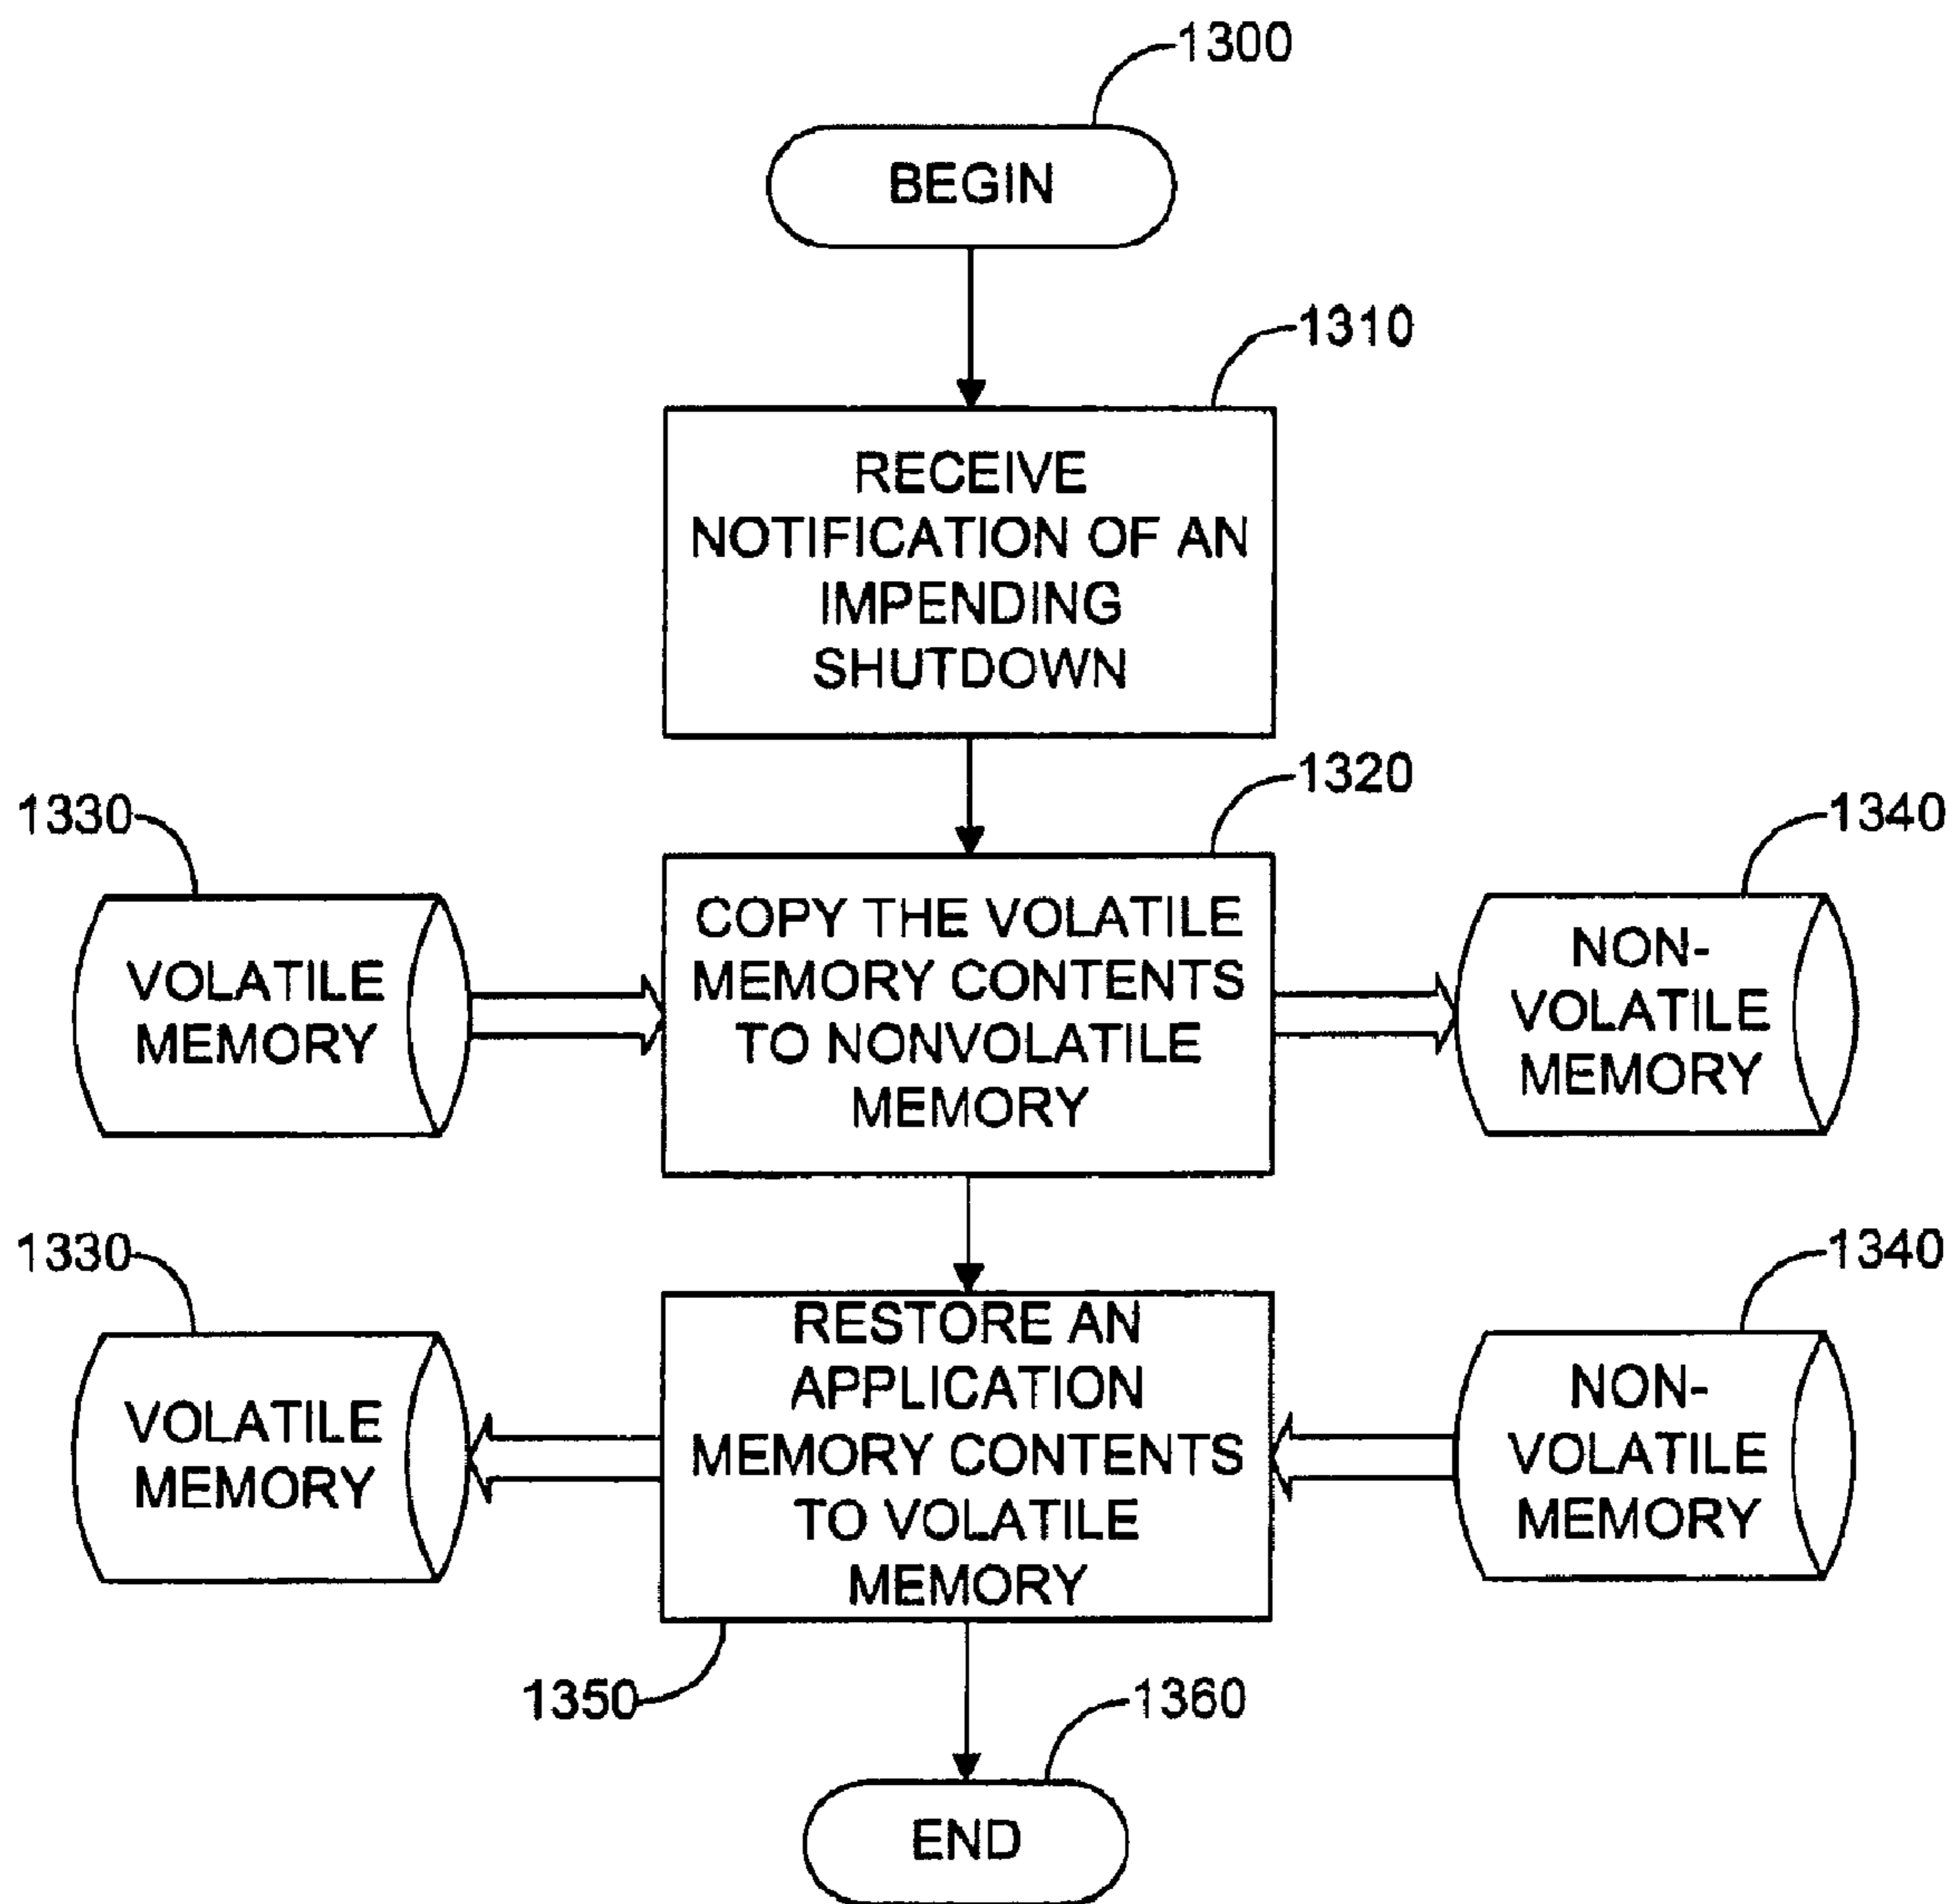 1300
BEGIN
1310
RECEIVE
NOTIFICATION OF AN
IMPENDING
SHUTDOWN
1320
1330
1340
COPY THE VOLATILE
MEMORY CONTENTS
TO NONVOLATILE
MEMORY
VOLATILE
MEMORY
NON-
VOLATILE
MEMORY
1330
1340
RESTORE AN
APPLICATION
MEMORY CONTENTS
TO VOLATILE
MEMORY
VOLATILE
MEMORY
NON-
VOLATILE
MEMORY
1350
1360
END